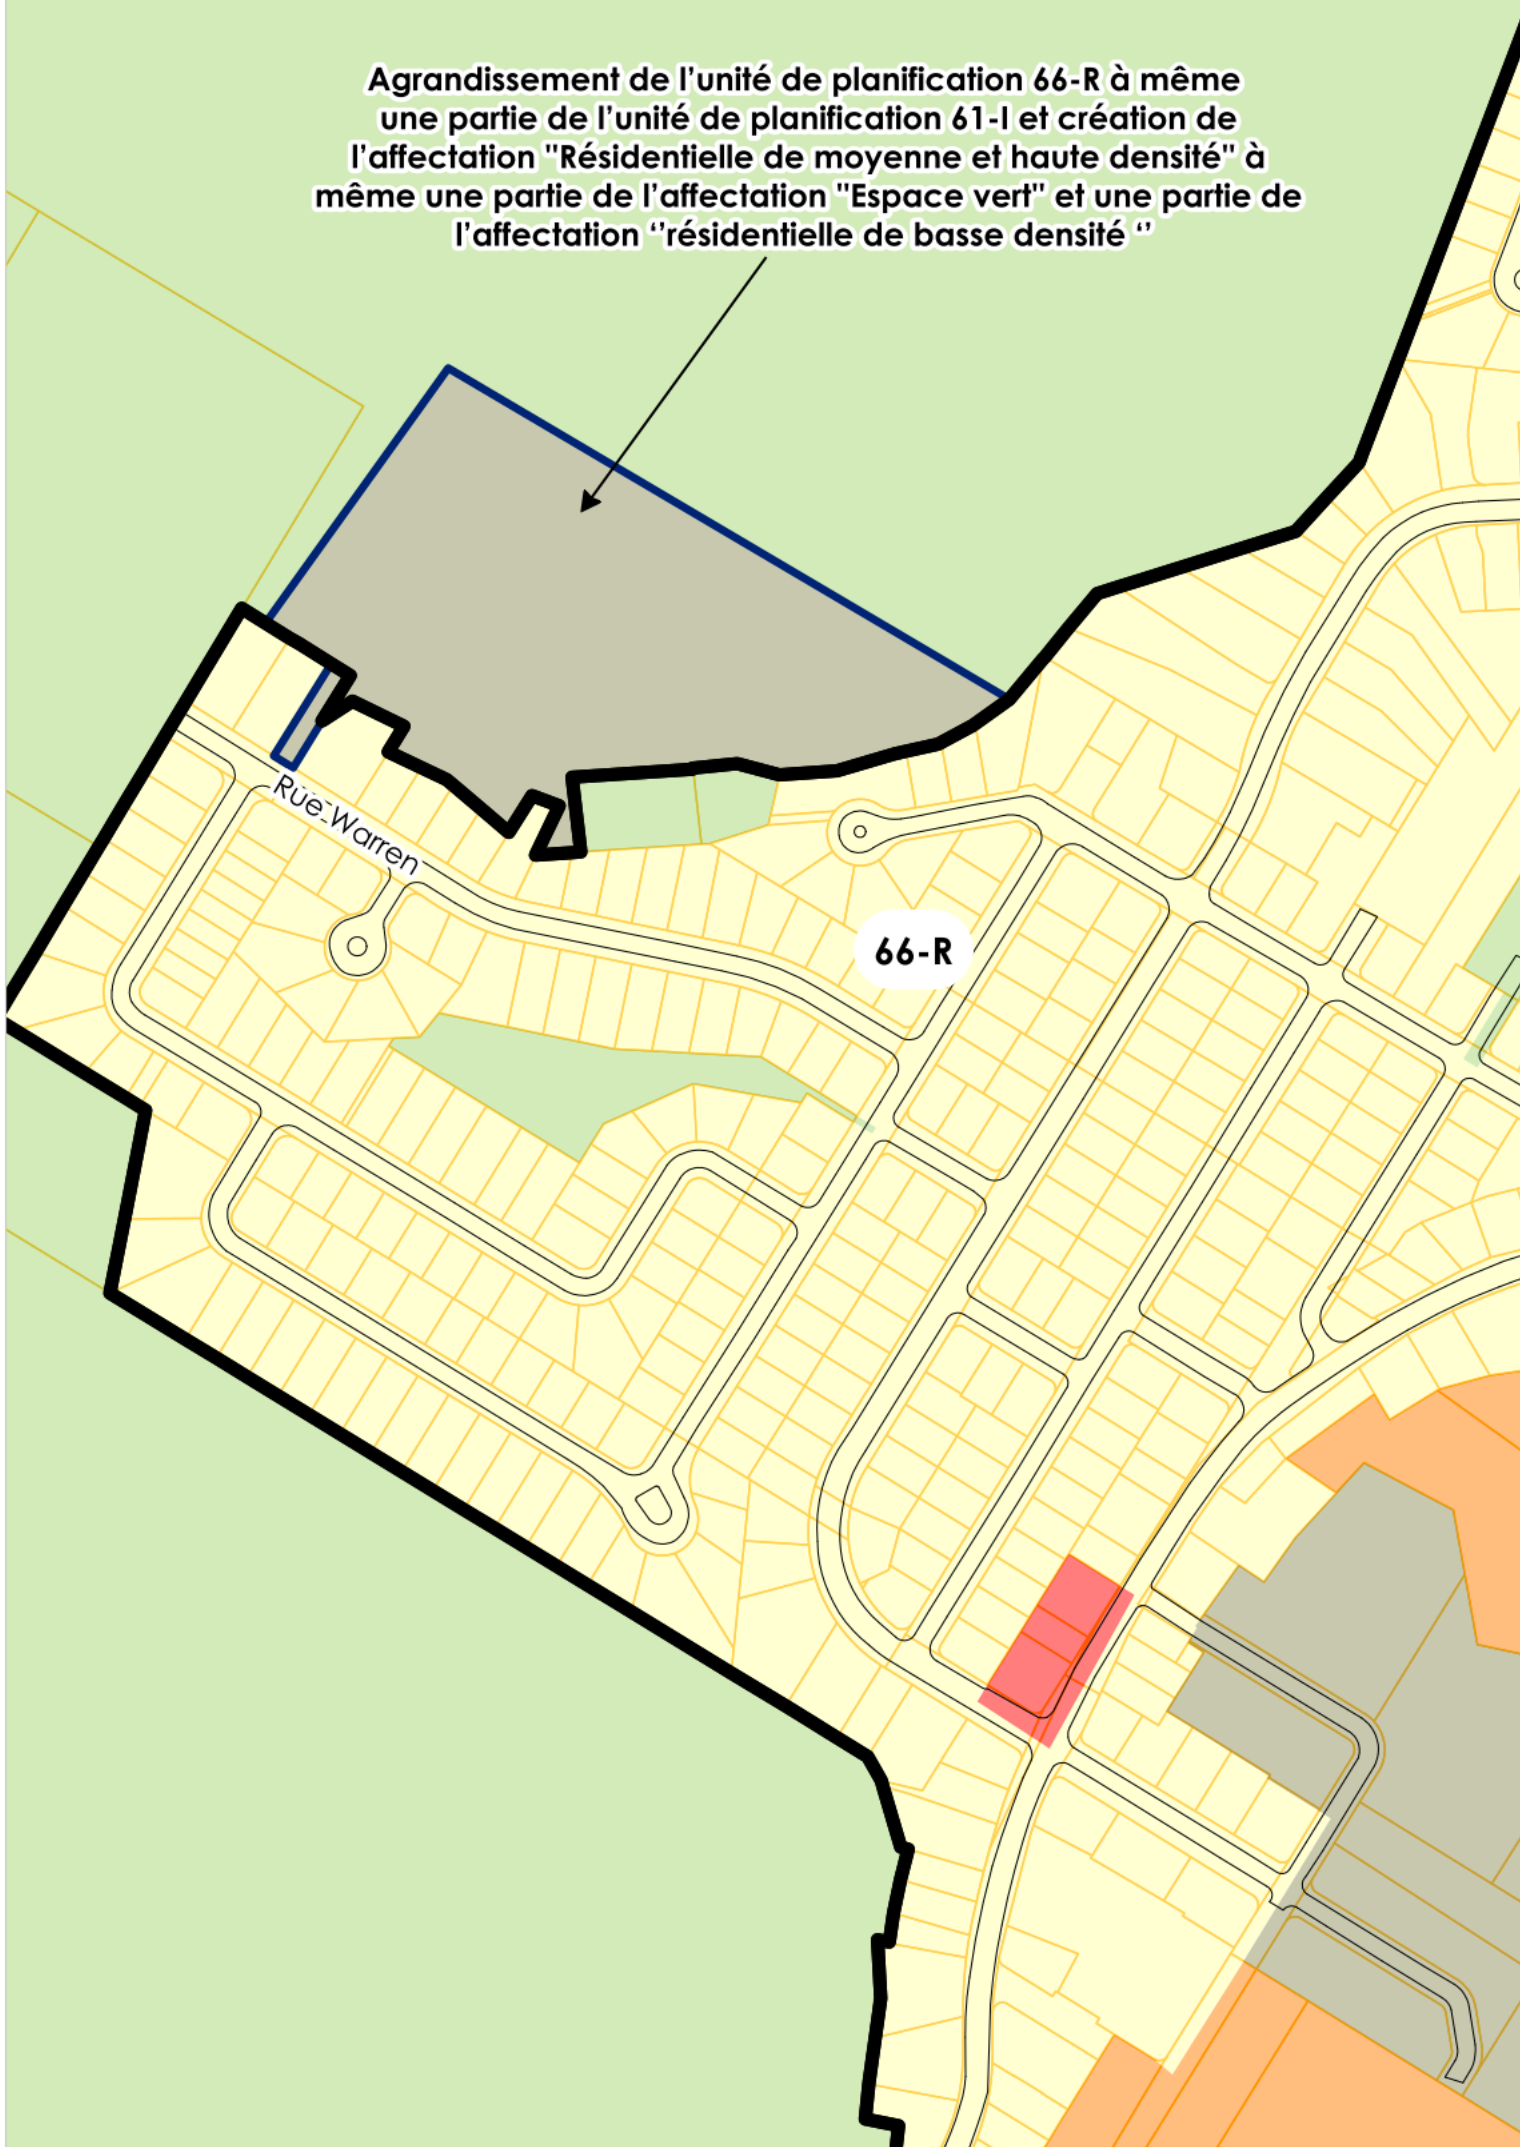 Agrandissement de l'unité de planification 66-R à même
une partie de l'unité de planification 61-I et création de
l'affectation "Résidentielle de moyenne et haute densité" à
même une partie de l'affectation "Espace vert" et une partie de
l'affectation ‘’résidentielle de basse densité ‘’
Rue Warren
66-R